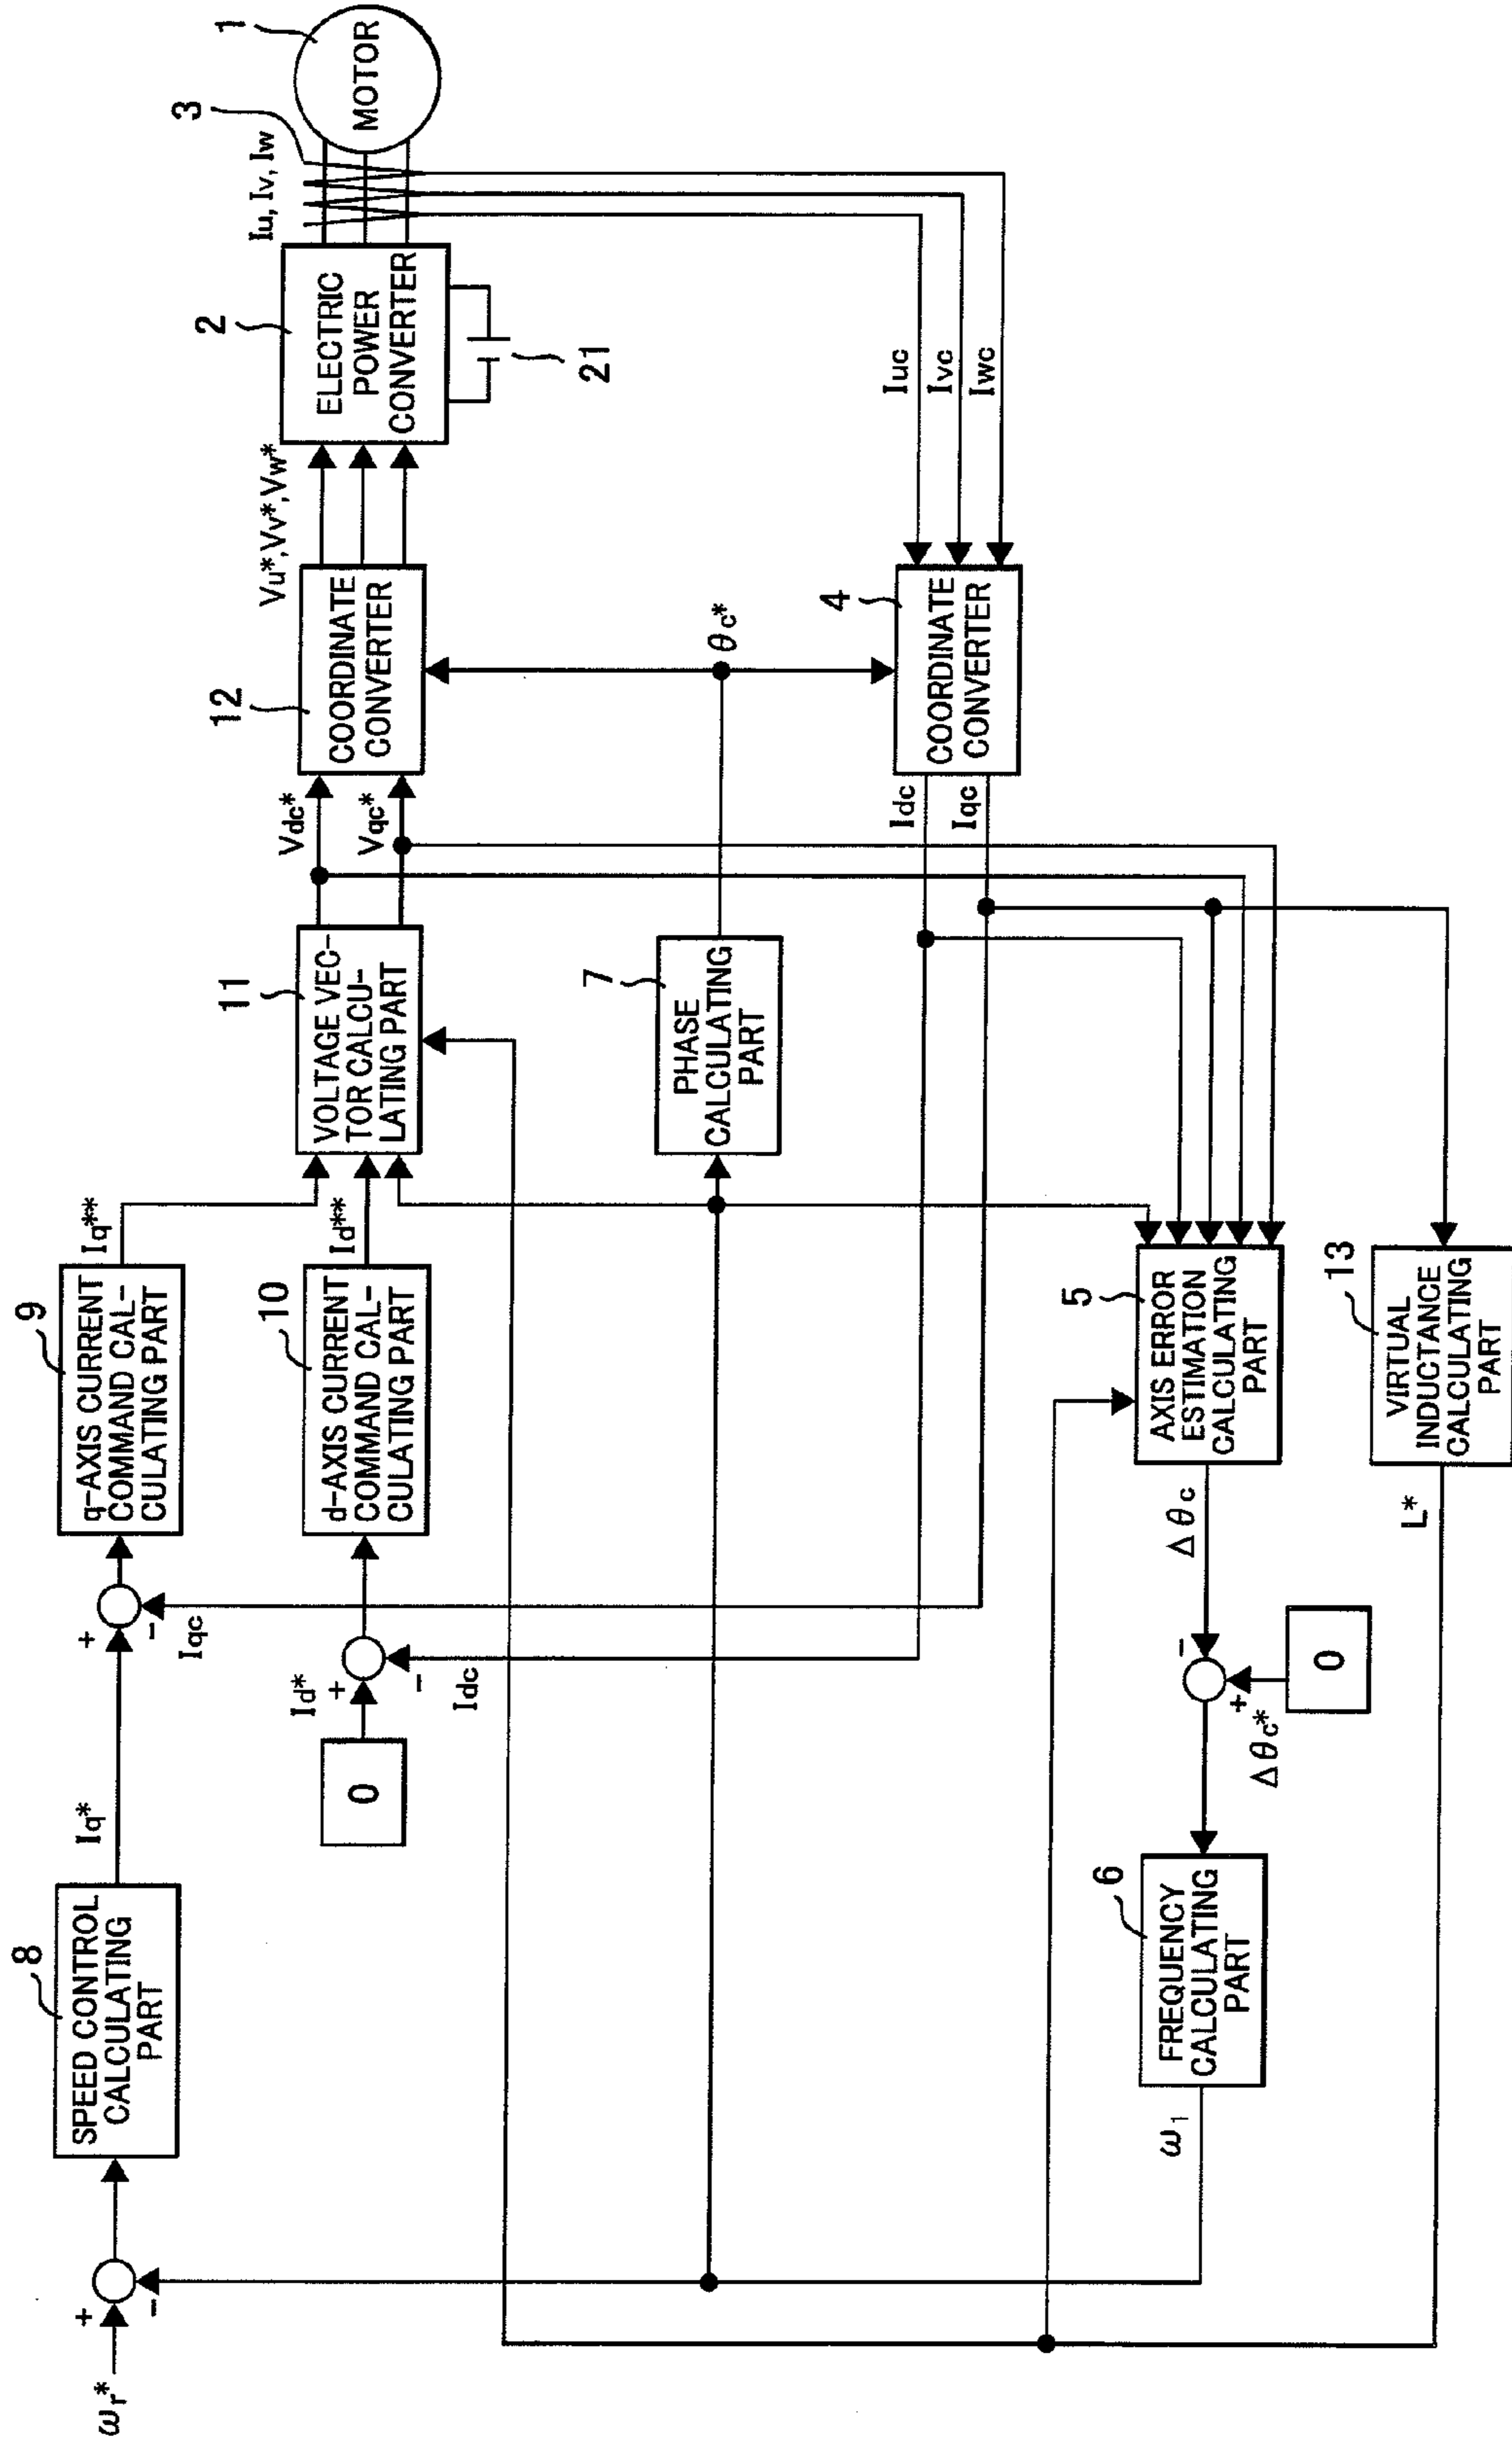 ωr*
+
−
8
SPEED CONTROL
CALCULATING
PART
Iq*
+
−
Iqc
9
q-AXIS CURRENT
COMMAND CAL-
CULATING PART
Iq**
0
Id*
+
−
Idc
10
d-AXIS CURRENT
COMMAND CAL-
CULATING PART
Id**
11
VOLTAGE VEC-
TOR CALCU-
LATING PART
Vdc*
Vqc*
12
COORDINATE
CONVERTER
Vu*,Vv*,Vw*
2
ELECTRIC
POWER
CONVERTER
21
Iu, Iv, Iw
3
1
MOTOR
7
PHASE
CALCULATING
PART
θc*
4
COORDINATE
CONVERTER
Idc
Iqc
Iuc
Ivc
Iwc
5
AXIS ERROR
ESTIMATION
CALCULATING
PART
Δθc
−
+
Δθc*
0
6
FREQUENCY
CALCULATING
PART
ω1
13
VIRTUAL
INDUCTANCE
CALCULATING
PART
L*